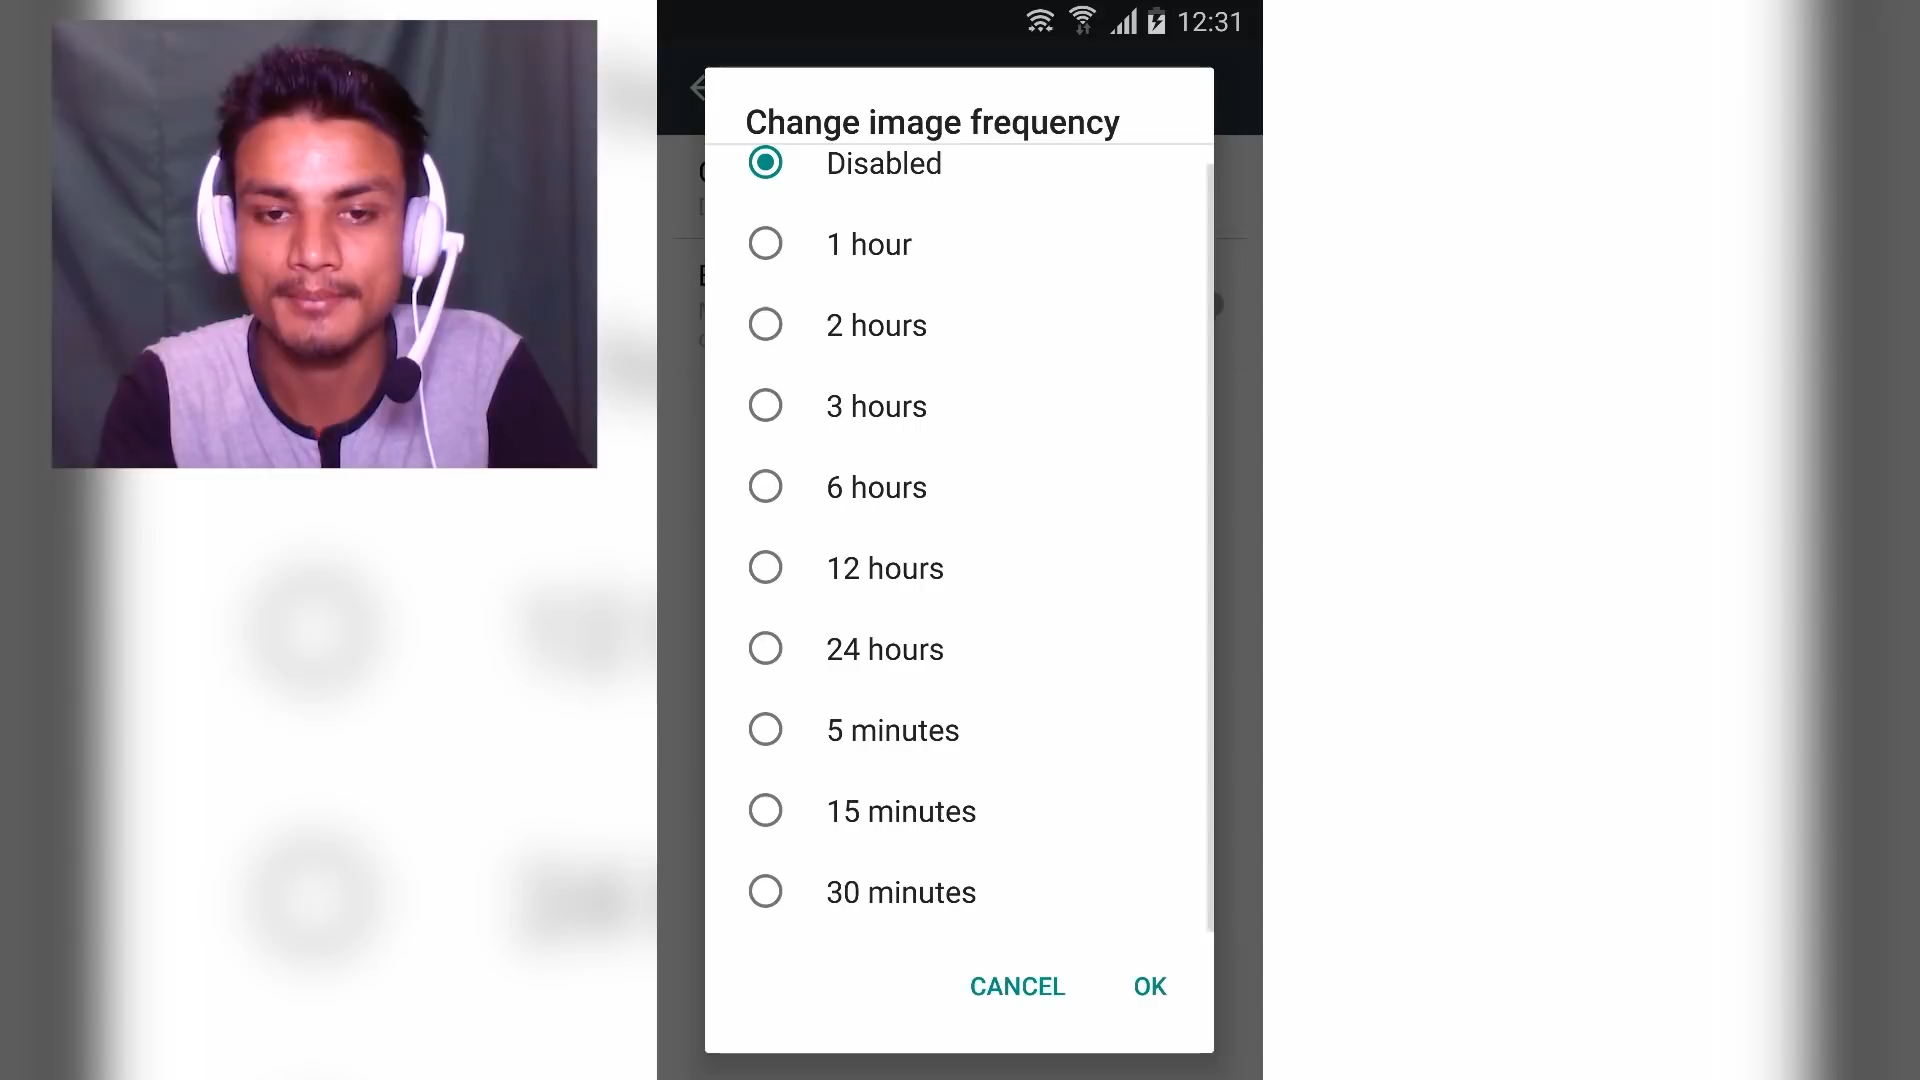 12:31
Change image frequency
Disabled
1 hour
2 hours
3 hours
6 hours
12 hours
24 hours
5 minutes
15 minutes
30 minutes
CANCEL OK